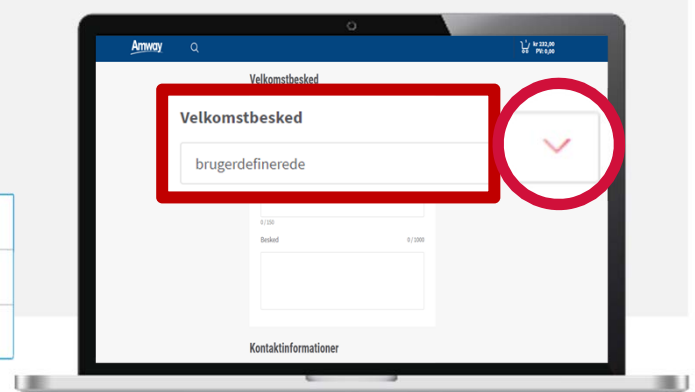 Amway
kr 232,00
PV: 0,00
Velkomstbesked
Velkomstbesked
brugerdefinerede
0 / 150
Besked 0 / 1000
Kontaktinformationer